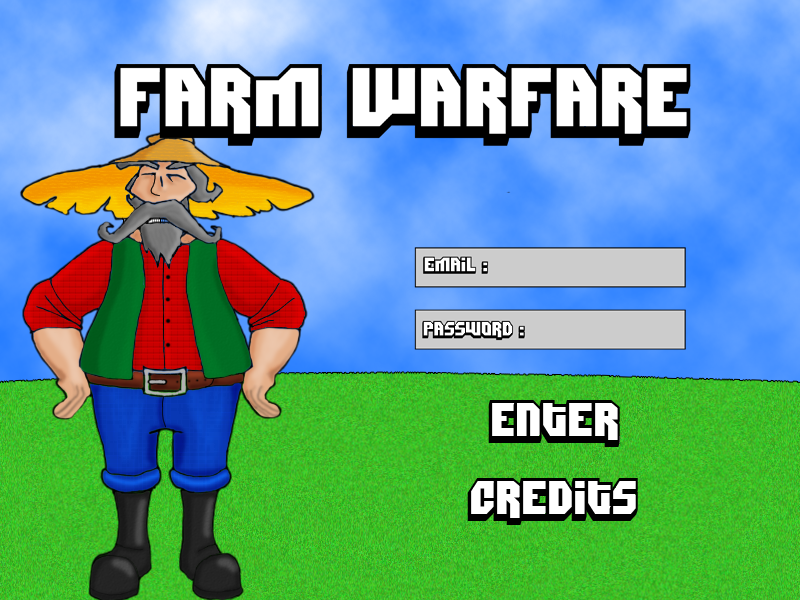 FARM WARFARE
EMAiL :
PASSWORD :
ENTER
CREDiTS